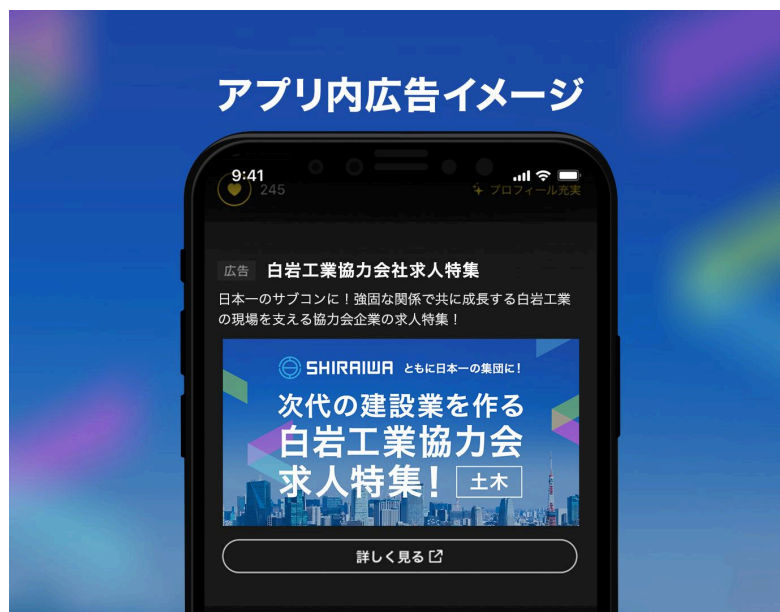 アプリ内広告イメージ
9:41
245
プロフィール充実
広告 白岩工業協力会社求人特集
日本一のサブコンに！強固な関係で共に成長する白岩工業
の現場を支える協力会企業の求人特集！
SHIRAIWA ともに日本一の集団に！
次代の建設業を作る
白岩工業協力会
求人特集！ 土木
詳しく見る